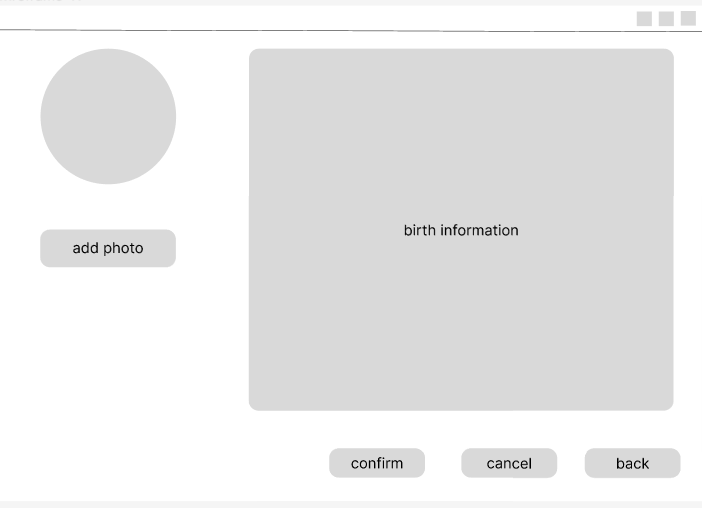 birth information
add photo
confirm
cancel
back